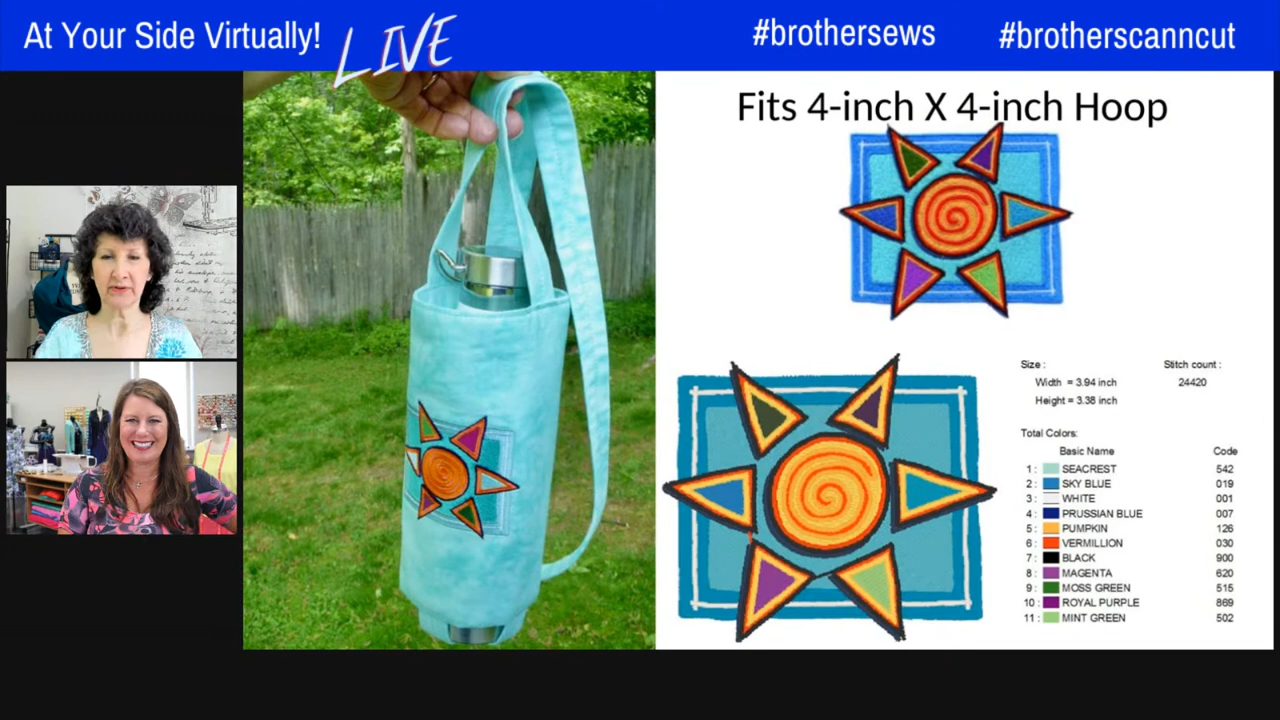 At Your Side Virtually!
LIVE
#brothersews
#brotherscanncut
Fits 4-inch X 4-inch Hoop
Size :
Width = 3.94 inch
Height = 3.38 inch
Stitch count :
24420
Total Colors:
Basic Name Code
1 : SEACREST 542
2 : SKY BLUE 019
3 : WHITE 001
4 : PRUSSIAN BLUE 007
5 : PUMPKIN 126
6 : VERMILLION 030
7 : BLACK 900
8 : MAGENTA 620
9 : MOSS GREEN 515
10 : ROYAL PURPLE 869
11 : MINT GREEN 502